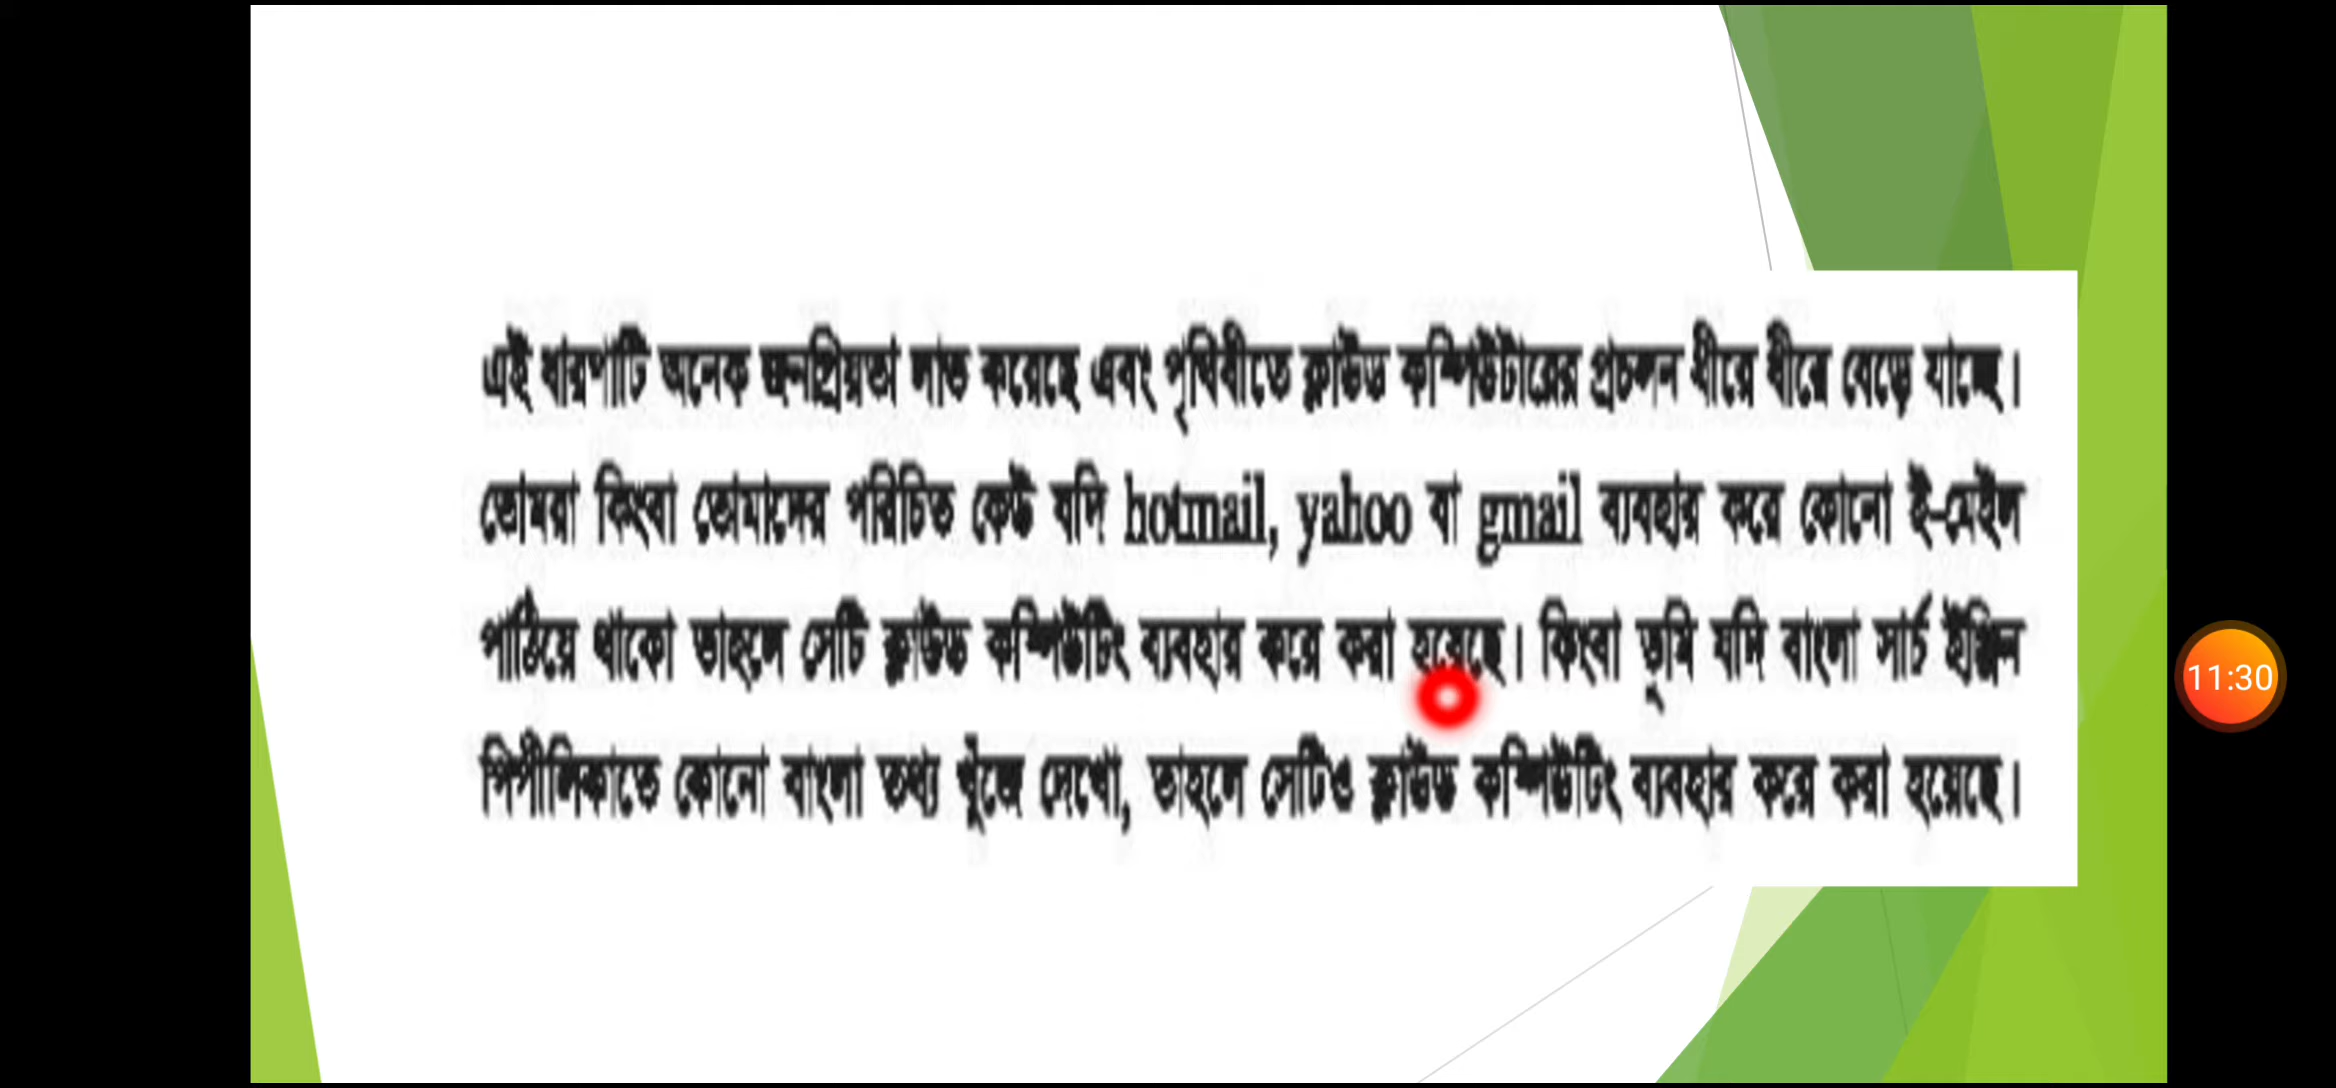 এই ধারণাটি অনেক জনপ্রিয়তা লাভ করেছে এবং পৃথিবীতে ক্লাউড কম্পিউটারের প্রচলন ধীরে ধীরে বেড়ে যাচ্ছে।
তোমরা কিংবা তোমাদের পরিচিত কেউ যদি hotmail, yahoo বা gmail ব্যবহার করে কোনো ই-মেইল
পাঠিয়ে থাকো তাহলে সেটি ক্লাউড কম্পিউটিং ব্যবহার করে করা হয়েছে। কিংবা তুমি যদি বাংলা সার্চ ইঞ্জিন
পিপীলিকাতে কোনো বাংলা তথ্য খুঁজে দেখো, তাহলে সেটিও ক্লাউড কম্পিউটিং ব্যবহার করে করা হয়েছে।
11:30